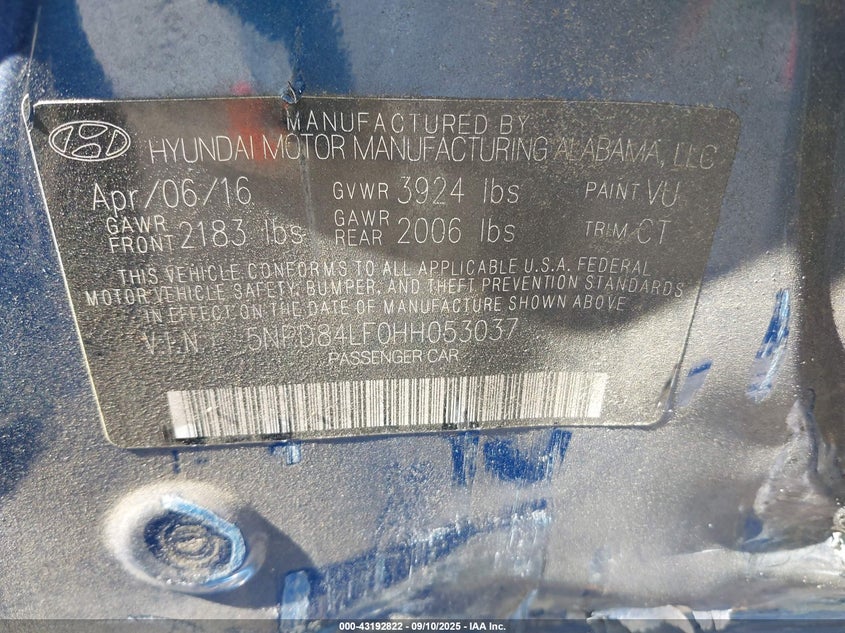 MANUFACTURED BY
HYUNDAI MOTOR MANUFACTURING ALABAMA, LLC
Apr/06/16 GVWR 3924 lbs PAINT VU
GAWR FRONT 2183 lbs GAWR REAR 2006 lbs TRIM CT
THIS VEHICLE CONFORMS TO ALL APPLICABLE U.S.A. FEDERAL
MOTOR VEHICLE SAFETY, BUMPER, AND THEFT PREVENTION STANDARDS
IN EFFECT ON THE DATE OF MANUFACTURE SHOWN ABOVE
V.I.N : 5NPD84LF0HH053037
PASSENGER CAR
000-43192822 - 09/10/2025 - IAA Inc.